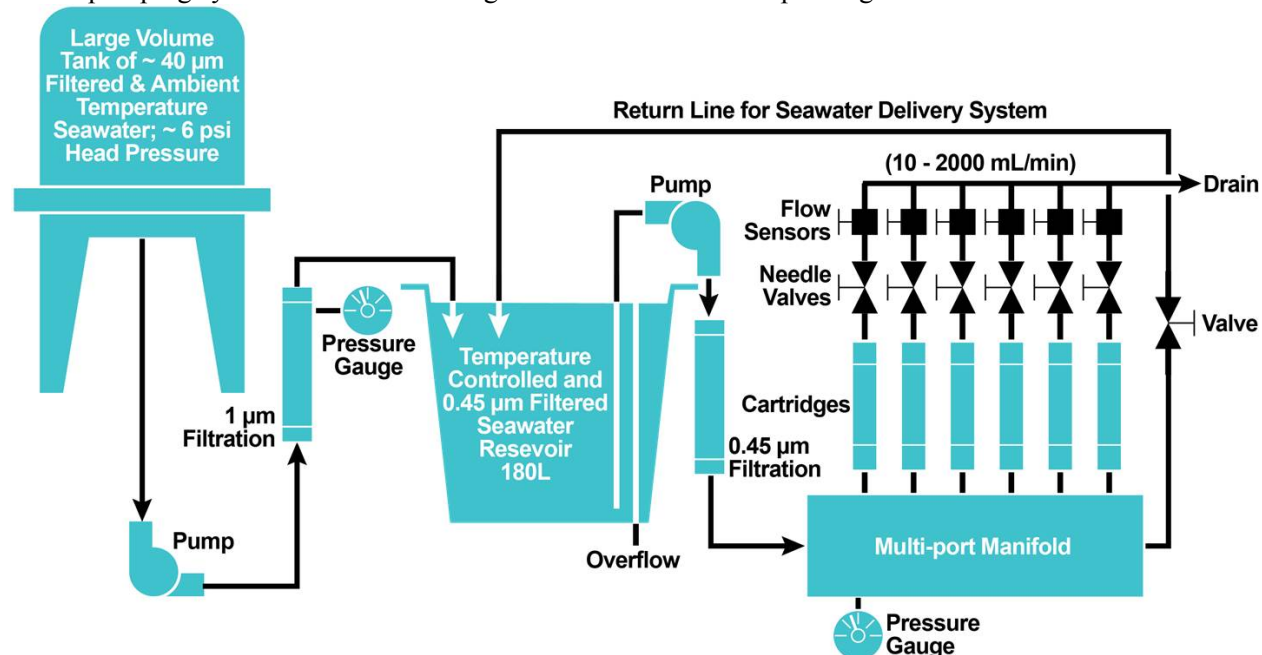 Large Volume
Tank of ~ 40 µm
Filtered & Ambient
Temperature
Seawater; ~ 6 psi
Head Pressure
Return Line for Seawater Delivery System
(10 - 2000 mL/min)
Drain
Pump
Flow
Sensors
Needle
Valves
Valve
Pressure
Gauge
Temperature
Controlled and
0.45 µm Filtered
Seawater
Resevoir
180L
Cartridges
1 µm
Filtration
0.45 µm
Filtration
Pump
Overflow
Multi-port Manifold
Pressure
Gauge